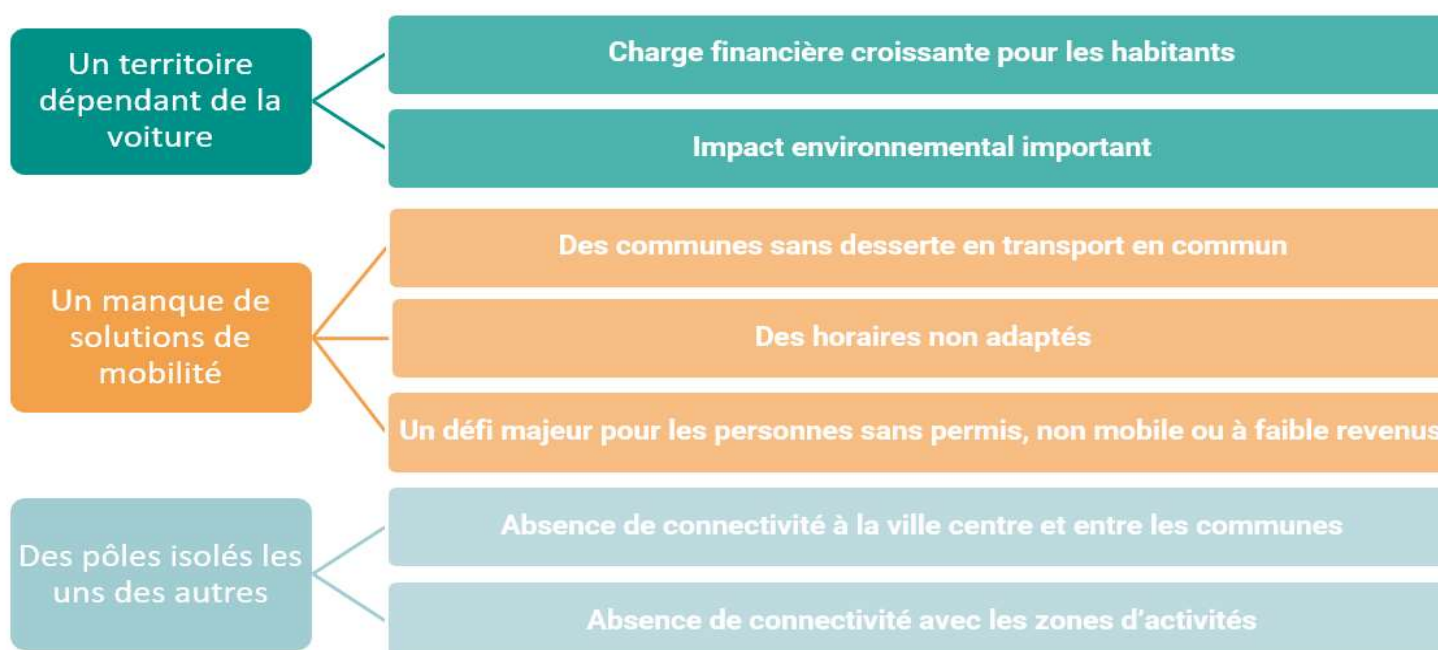 Un territoire
dépendant de la
voiture
Charge financière croissante pour les habitants
Impact environnemental important
Un manque de
solutions de
mobilité
Des communes sans desserte en transport en commun
Des horaires non adaptés
Un défi majeur pour les personnes sans permis, non mobile ou à faible revenus
Des pôles isolés les
uns des autres
Absence de connectivité à la ville centre et entre les communes
Absence de connectivité avec les zones d’activités